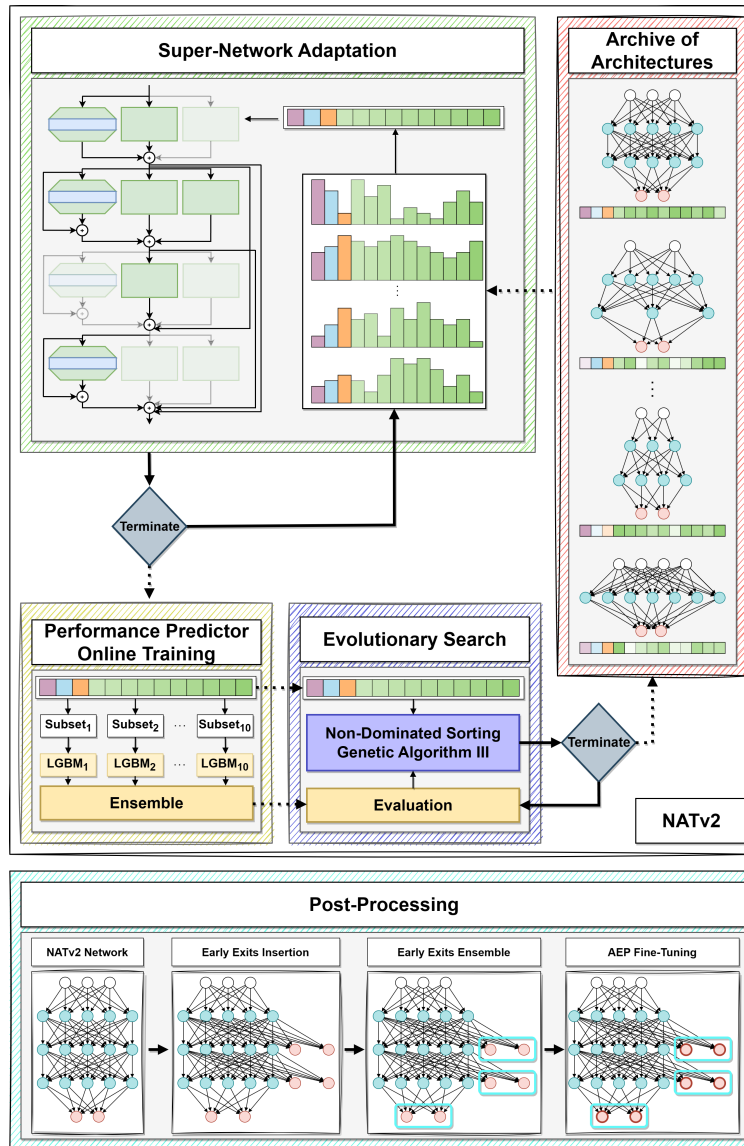 Super-Network Adaptation
Archive of
Architectures
Terminate
Performance Predictor
Online Training
Subset1 Subset2 ... Subset10
LGBM1 LGBM2 ... LGBM10
Ensemble
Evolutionary Search
Non-Dominated Sorting
Genetic Algorithm III
Evaluation
Terminate
NATv2
Post-Processing
NATv2 Network
Early Exits Insertion
Early Exits Ensemble
AEP Fine-Tuning